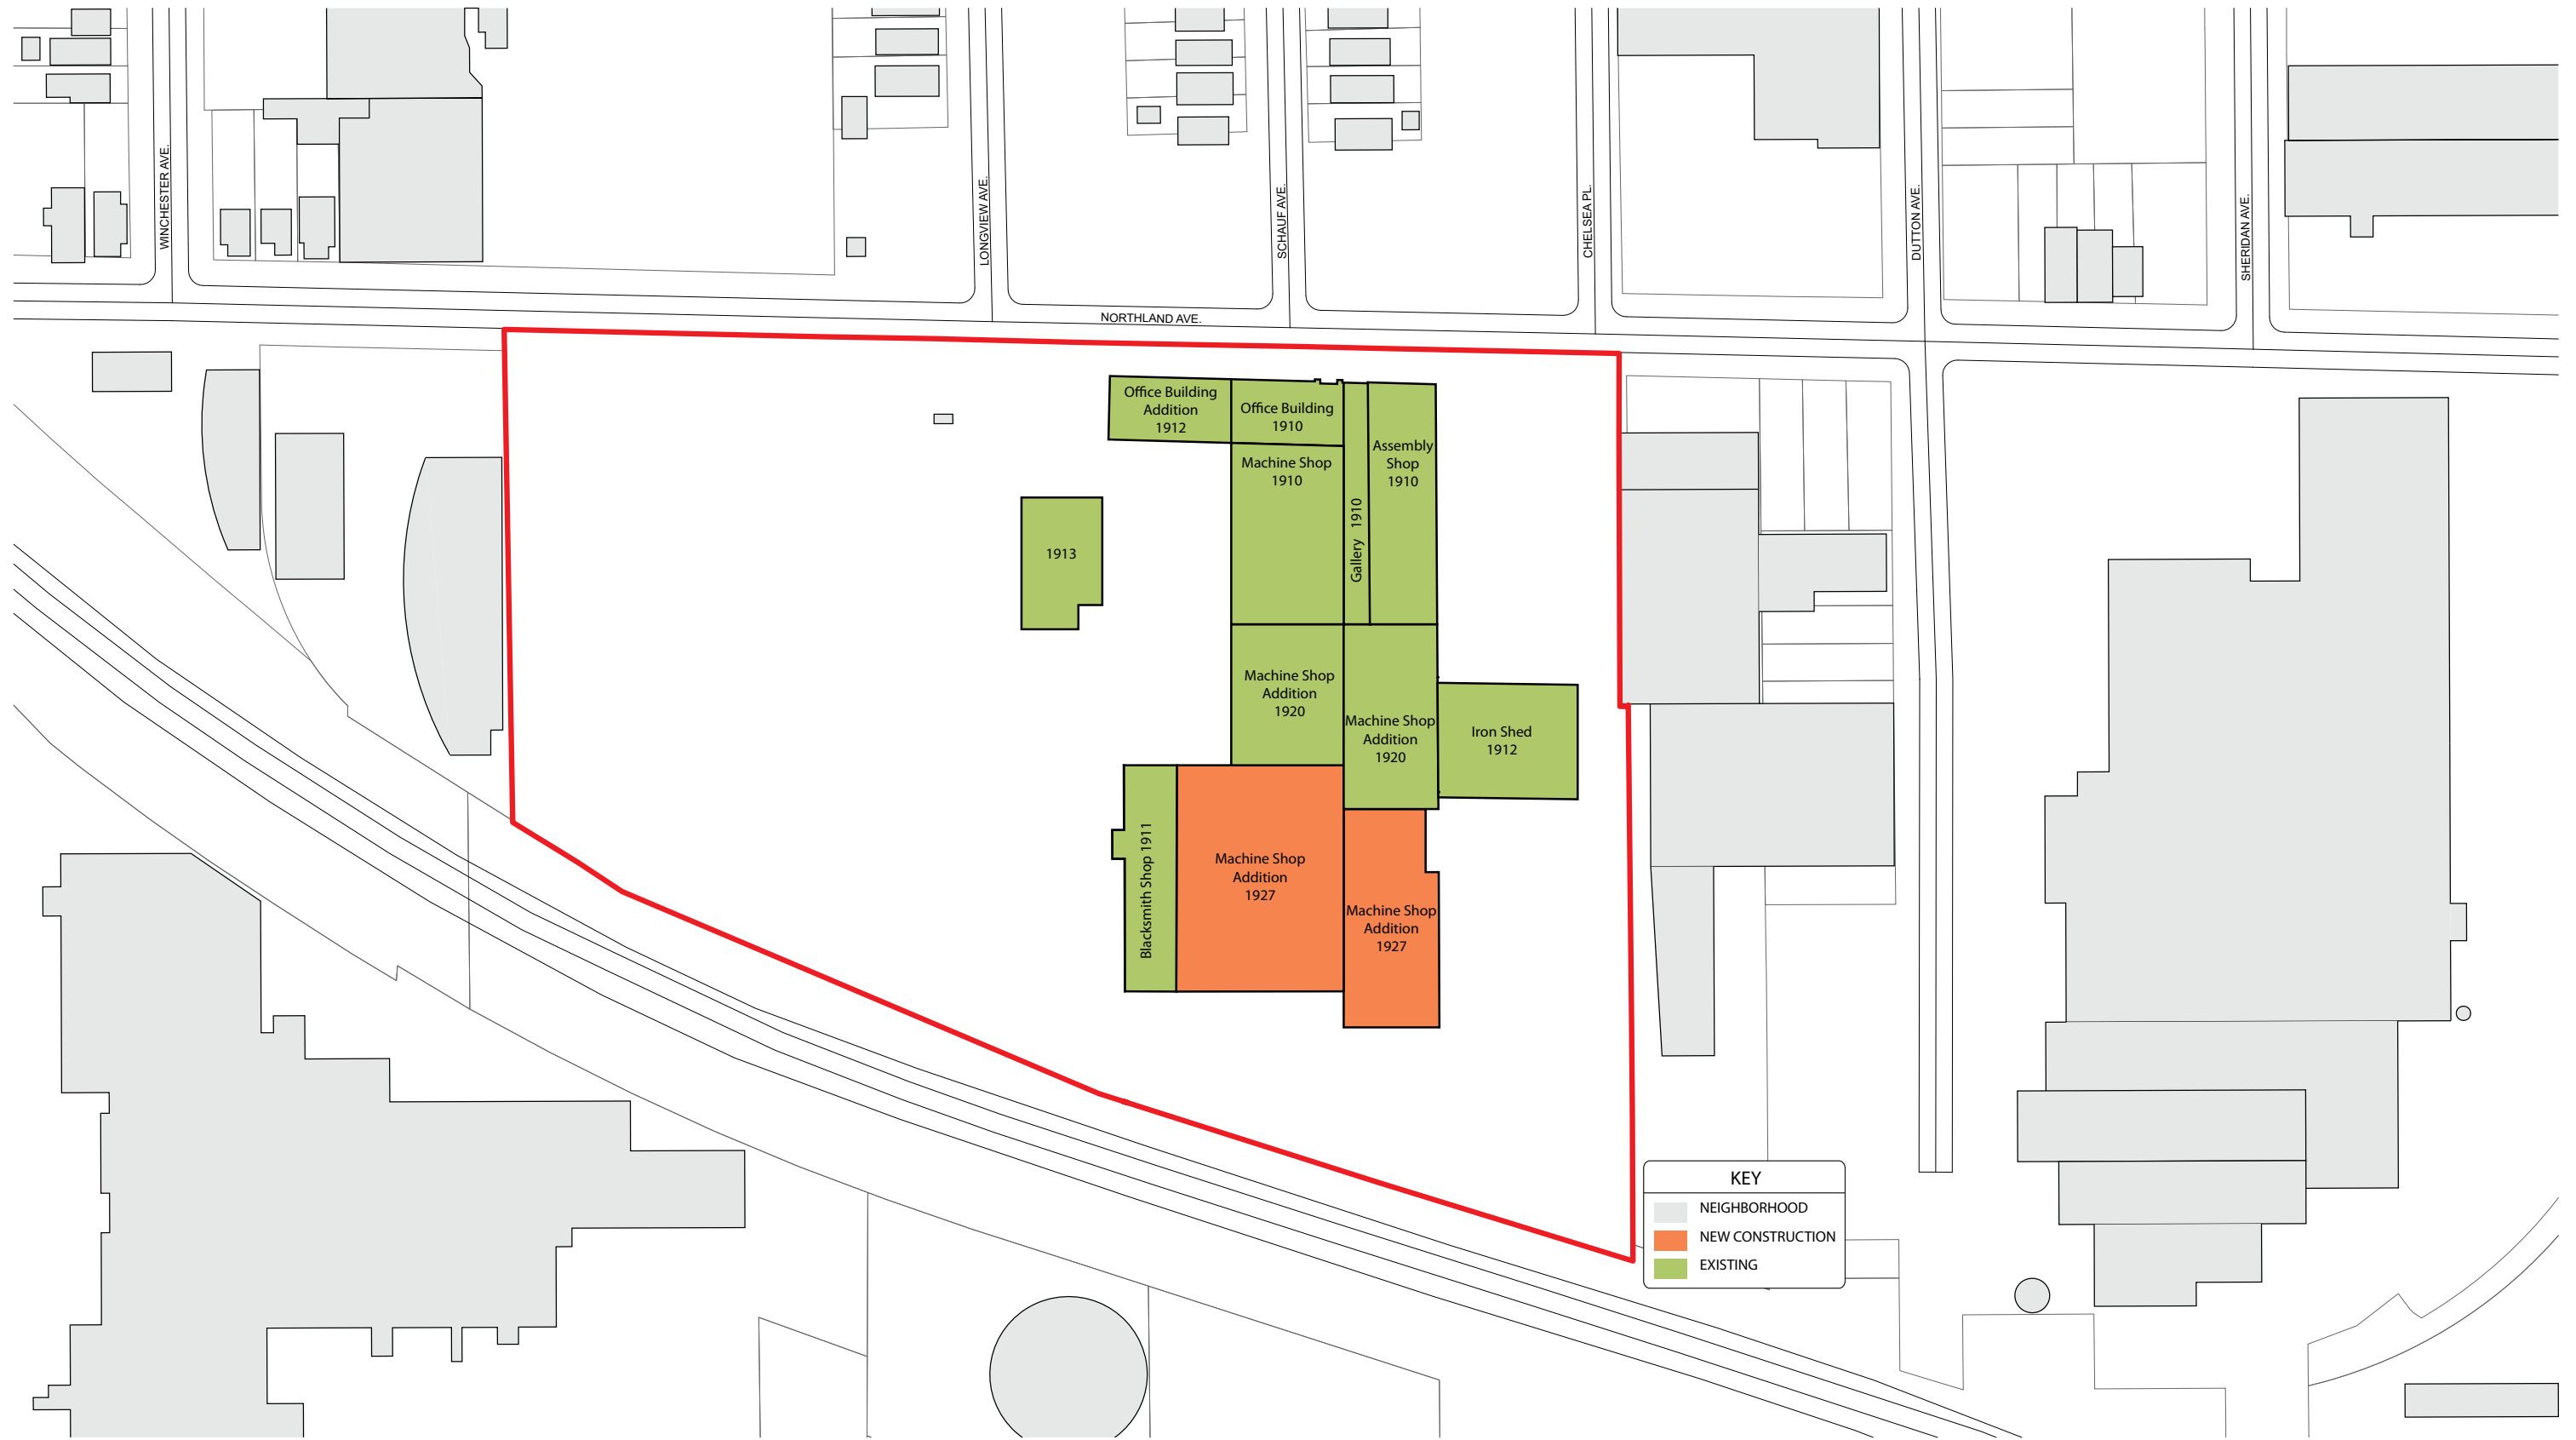 WINCHESTER AVE.
LONGVIEW AVE.
SCHAUF AVE.
CHELSEA PL.
DUTTON AVE.
SHERIDAN AVE.
NORTHLAND AVE.
Office Building
Addition
1912
Office Building
1910
Machine Shop
1910
Gallery 1910
Assembly
Shop
1910
1913
Machine Shop
Addition
1920
Machine Shop
Addition
1920
Iron Shed
1912
Blacksmith Shop 1911
Machine Shop
Addition
1927
Machine Shop
Addition
1927
KEY
NEIGHBORHOOD
NEW CONSTRUCTION
EXISTING